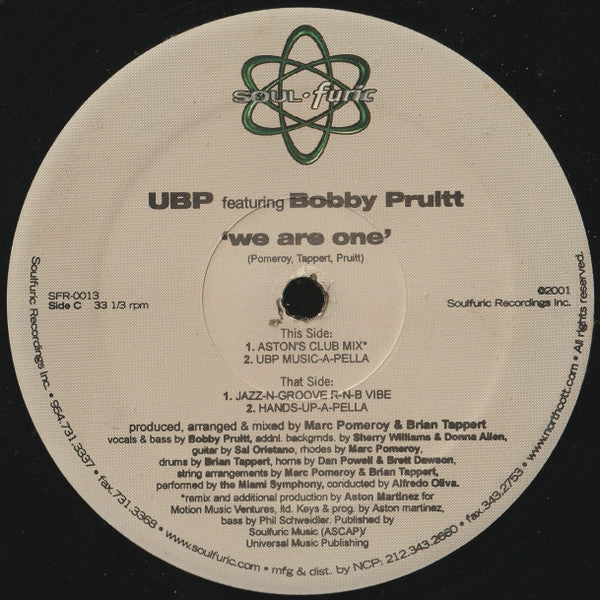 SOUL·furic
UBP featuring Bobby Pruitt
'we are one'
(Pomeroy, Tappert, Pruitt)
SFR-0013
Side C 33 1/3 rpm
©2001
Soulfuric Recordings Inc.
This Side:
1. ASTON'S CLUB MIX*
2. UBP MUSIC-A-PELLA
That Side:
1. JAZZ-N-GROOVE R-N-B VIBE
2. HANDS-UP-A-PELLA
produced, arranged & mixed by Marc Pomeroy & Brian Tappert
vocals & bass by Bobby Pruitt, addnl. backgrnds. by Sherry Williams & Donna Allen,
guitar by Sal Oristano, rhodes by Marc Pomeroy,
drums by Brian Tappert, horns by Dan Powell & Brett Dawson,
string arrangements by Marc Pomeroy & Brian Tappert,
performed by the Miami Symphony, conducted by Alfredo Oliva.
*remix and additional production by Aston Martinez for
Motion Music Ventures, ltd. Keys & prog. by Aston martinez,
bass by Phil Schweidler. Published by
Soulfuric Music (ASCAP)/
Universal Music Publishing
Soulfuric Recordings Inc. • 954.731.3337 • fax.731.3368 • www.soulfuric.com • mfg & dist. by NCP: 212.343.2660 • fax.343.2753 • www.northcott.com • All rights reserved.